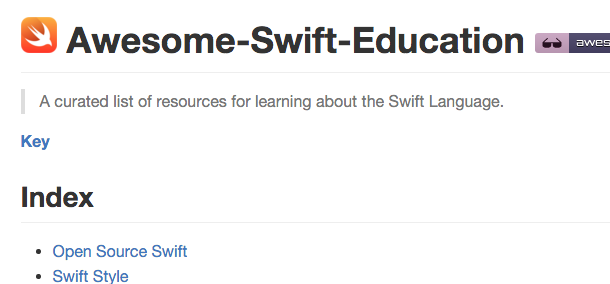 Awesome-Swift-Education awes
A curated list of resources for learning about the Swift Language.
Key
Index
Open Source Swift
Swift Style